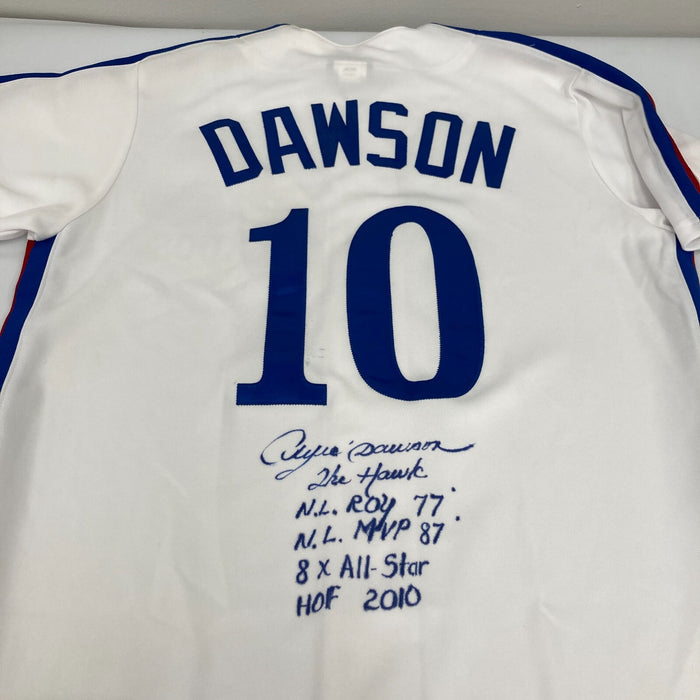 DAWSON
10
Andre Dawson
The Hawk
N.L. ROY 77'
N.L. MVP 87'
8 x All-Star
HOF 2010